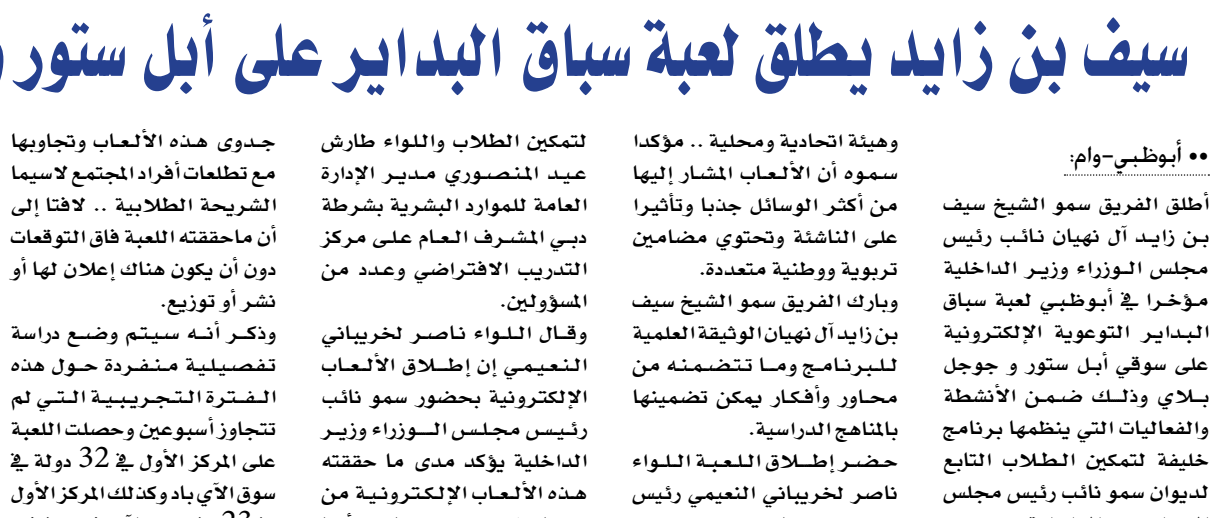 سيف بن زايد يطلق لعبة سباق البداير على أبل ستور
•• أبوظبي-وام:
أطلق الفريق سمو الشيخ سيف
بن زايد آل نهيان نائب رئيس
مجلس الوزراء وزير الداخلية
مؤخرا في أبوظبي لعبة سباق
البداير التوعوية الإلكترونية
على سوقي أبل ستور و جوجل
بلاي وذلك ضمن الأنشطة
والفعاليات التي ينظمها برنامج
خليفة لتمكين الطلاب التابع
لديوان سمو نائب رئيس مجلس
وهيئة اتحادية ومحلية .. مؤكدا
سموه أن الألعاب المشار إليها
من أكثر الوسائل جذبا وتأثيرا
على الناشئة وتحتوي مضامين
تربوية ووطنية متعددة.
وبارك الفريق سمو الشيخ سيف
بن زايد آل نهيان الوثيقة العلمية
للبرنامج وما تتضمنه من
محاور وأفكار يمكن تضمينها
بالمناهج الدراسية.
حضر إطلاق اللعبة اللواء
ناصر لخريباني النعيمي رئيس
لتمكين الطلاب واللواء طارش
عيد المنصوري مدير الإدارة
العامة للموارد البشرية بشرطة
دبي المشرف العام على مركز
التدريب الافتراضي وعدد من
المسؤولين.
وقال اللواء ناصر لخريباني
النعيمي إن إطلاق الألعاب
الإلكترونية بحضور سمو نائب
رئيس مجلس الوزراء وزير
الداخلية يؤكد مدى ما حققته
هذه الألعاب الإلكترونية من
جدوى هذه الألعاب وتجاوبها
مع تطلعات أفراد المجتمع لاسيما
الشريحة الطلابية .. لافتا إلى
أن ماحققته اللعبة فاق التوقعات
دون أن يكون هناك إعلان لها أو
نشر أو توزيع.
وذكر أنه سيتم وضع دراسة
تفصيلية منفردة حول هذه
الفترة التجريبية التي لم
تتجاوز أسبوعين وحصلت اللعبة
على المركز الأول في 32 دولة في
سوق الآي باد وكذلك المركز الأول